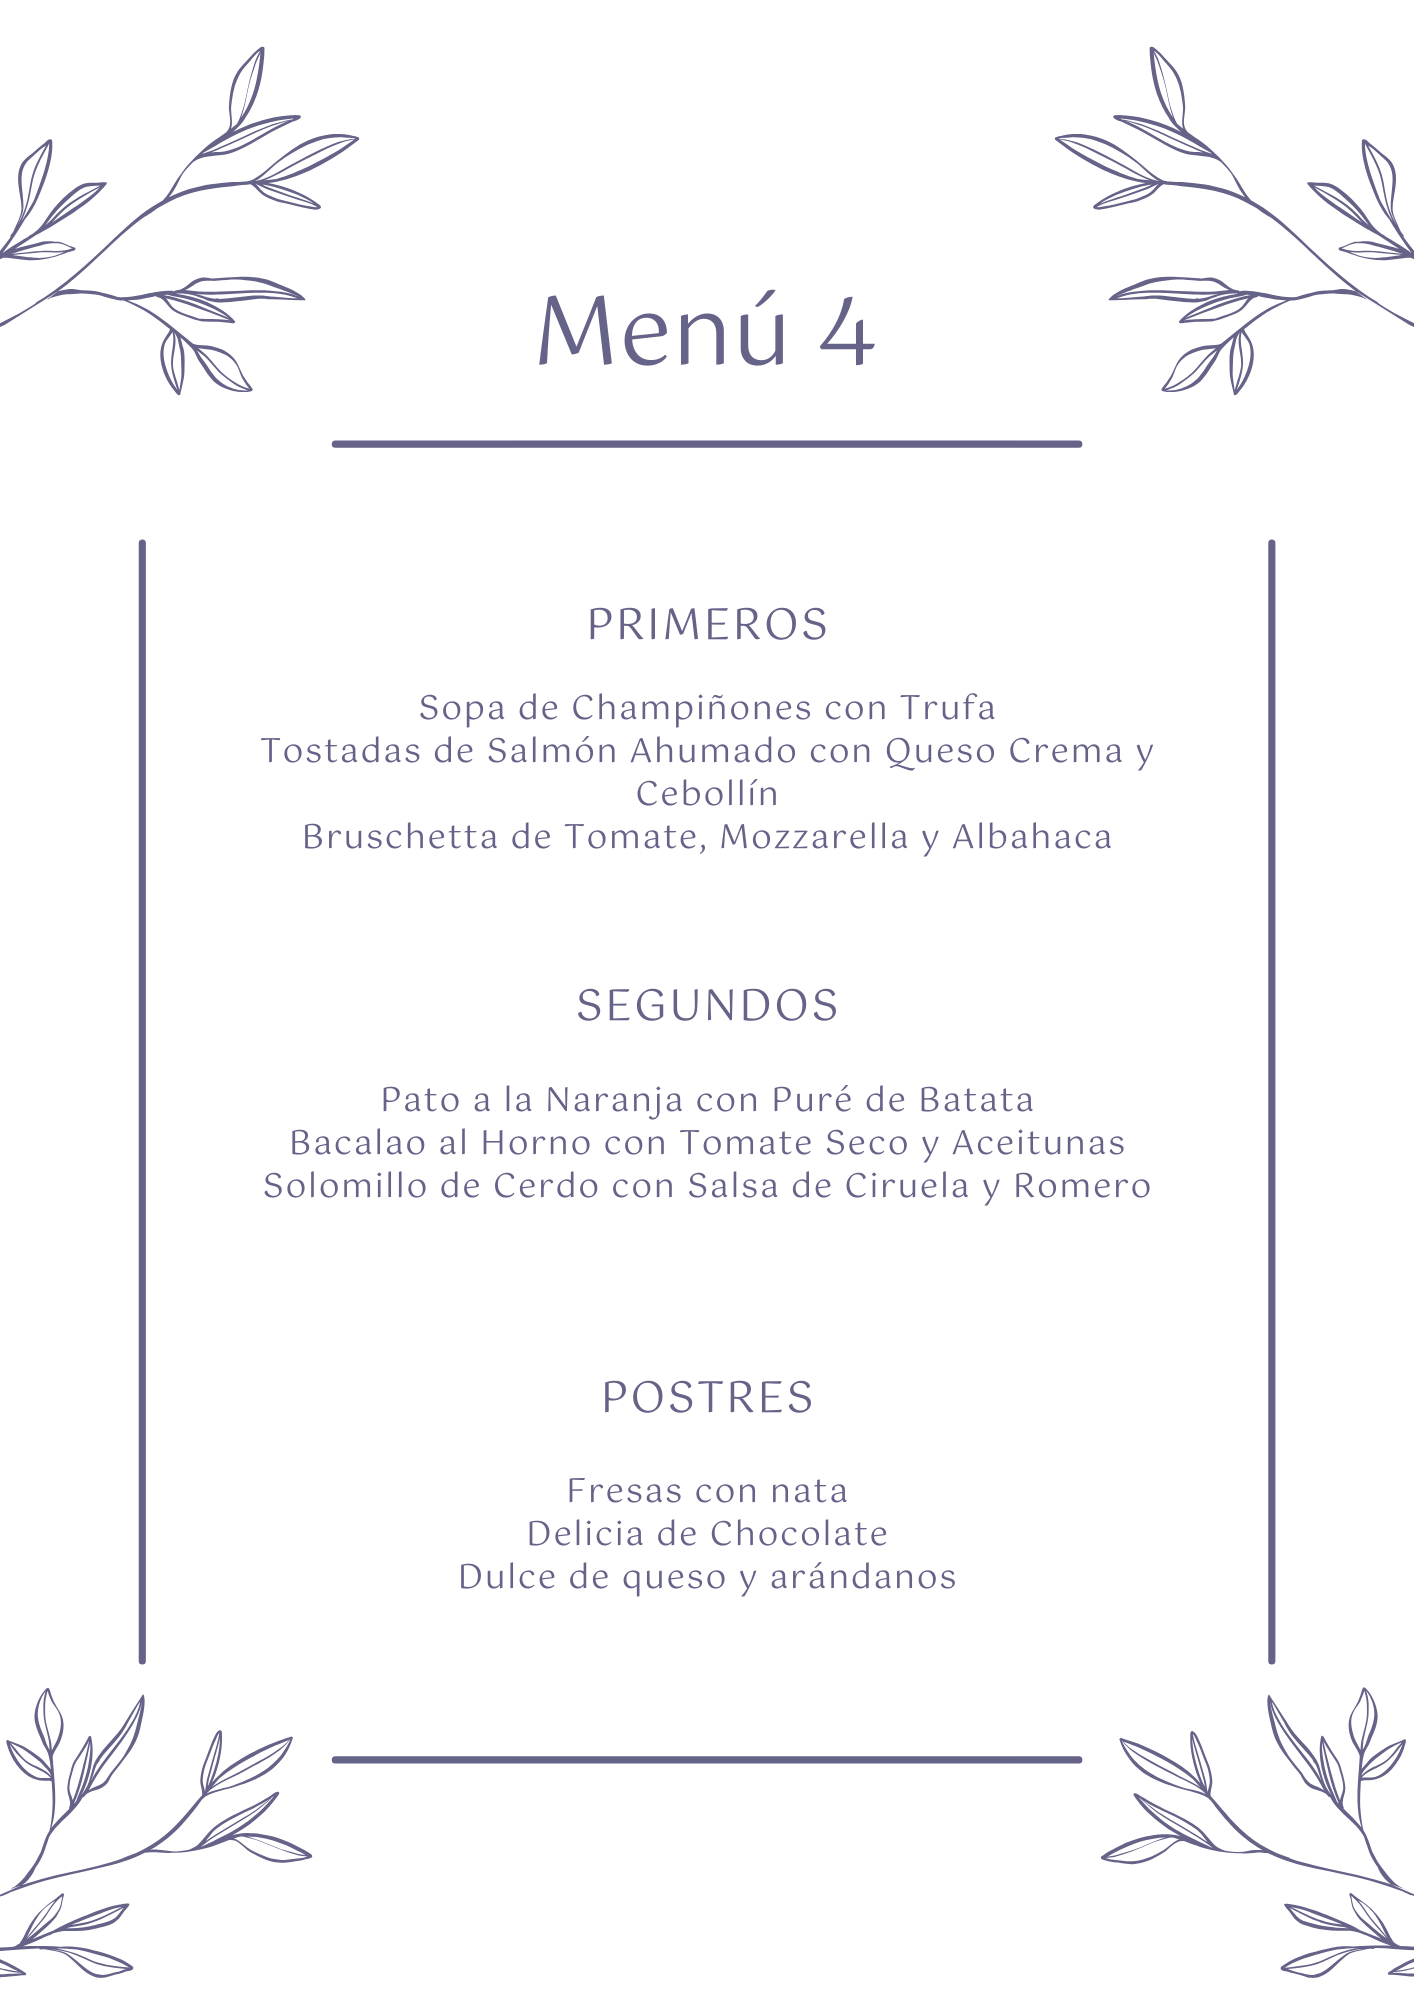 Menú 4
PRIMEROS
Sopa de Champiñones con Trufa
Tostadas de Salmón Ahumado con Queso Crema y
Cebollín
Bruschetta de Tomate, Mozzarella y Albahaca
SEGUNDOS
Pato a la Naranja con Puré de Batata
Bacalao al Horno con Tomate Seco y Aceitunas
Solomillo de Cerdo con Salsa de Ciruela y Romero
POSTRES
Fresas con nata
Delicia de Chocolate
Dulce de queso y arándanos